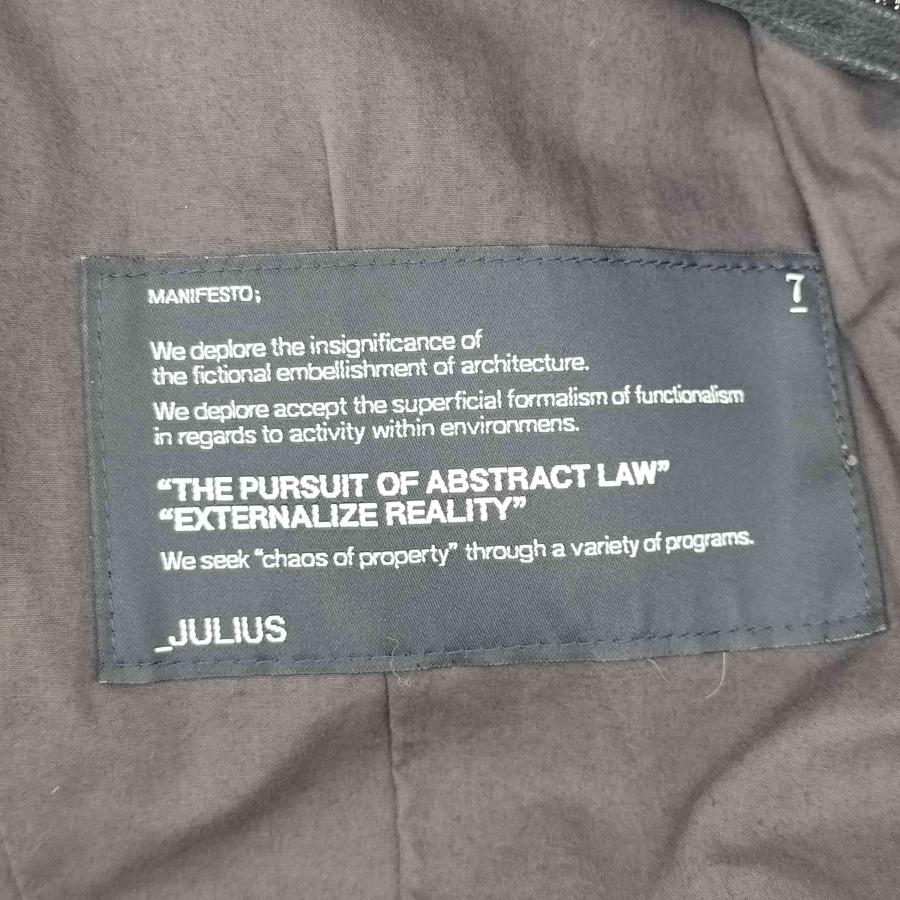 MANIFESTO;
7
We deplore the insignificance of
the fictional embellishment of architecture.
We deplore accept the superficial formalism of functionalism
in regards to activity within environmens.
“THE PURSUIT OF ABSTRACT LAW”
“EXTERNALIZE REALITY”
We seek “chaos of property” through a variety of programs.
_JULIUS